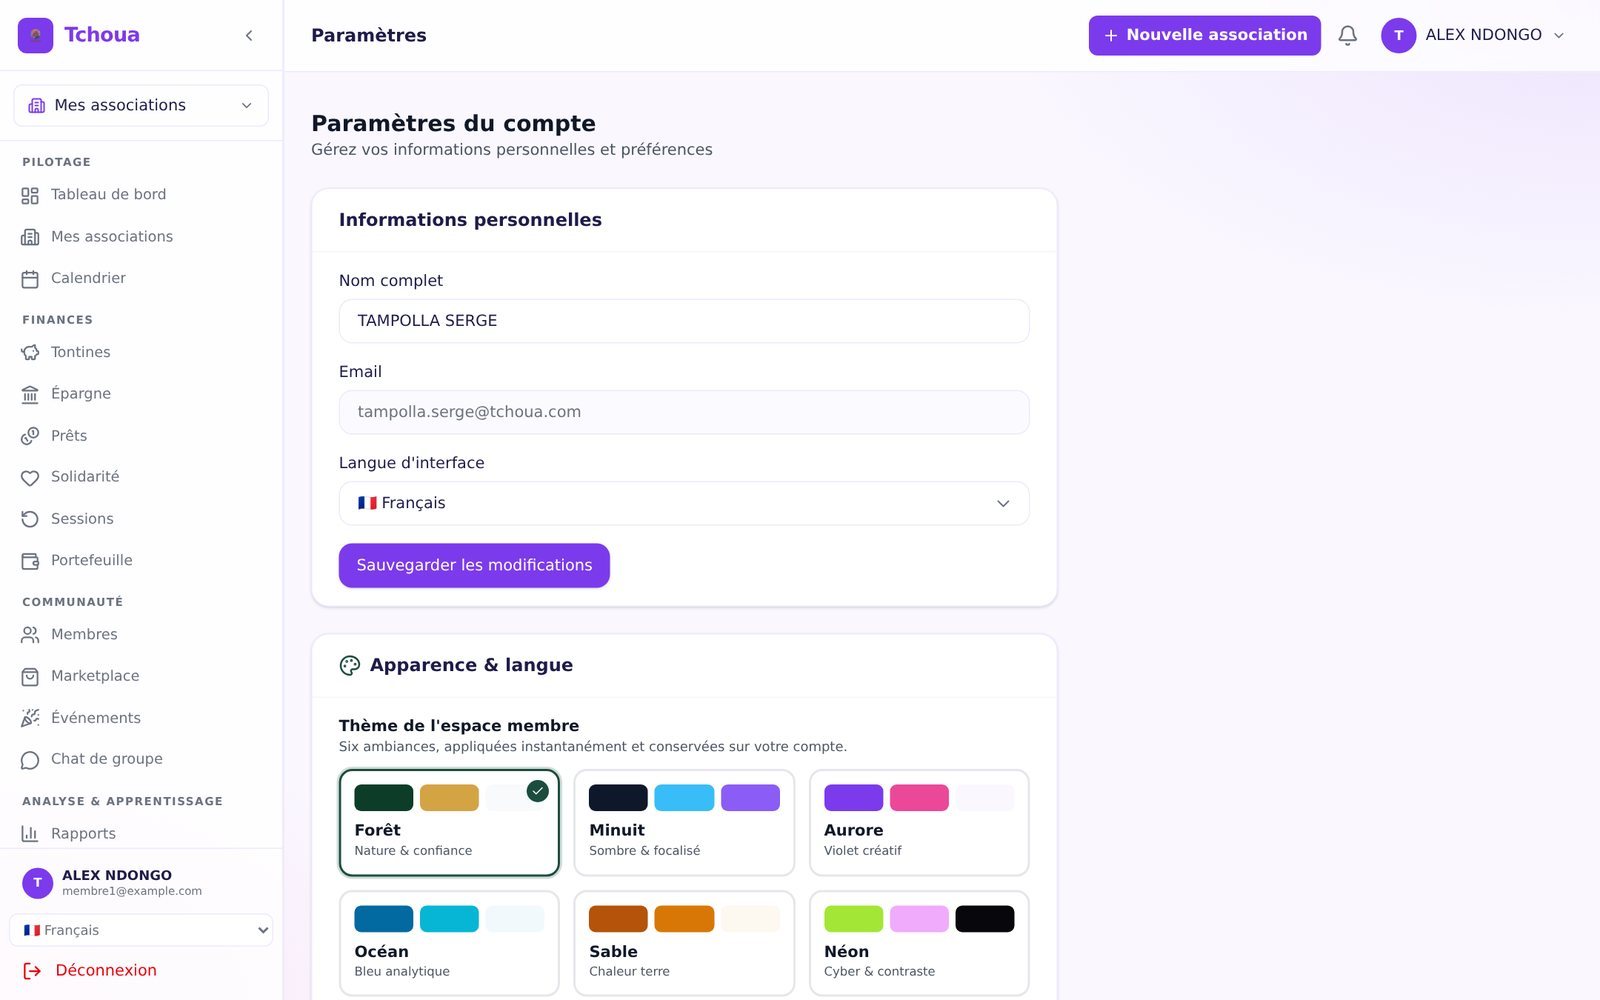 Tchoua
Mes associations
PILOTAGE
Tableau de bord
Mes associations
Calendrier
FINANCES
Tontines
Épargne
Prêts
Solidarité
Sessions
Portefeuille
COMMUNAUTÉ
Membres
Marketplace
Événements
Chat de groupe
ANALYSE & APPRENTISSAGE
Rapports
T
ALEX NDONGO
membre1@example.com
Français
Déconnexion
Paramètres
+ Nouvelle association
T
ALEX NDONGO
Paramètres du compte
Gérez vos informations personnelles et préférences
Informations personnelles
Nom complet
TAMPOLLA SERGE
Email
tampolla.serge@tchoua.com
Langue d'interface
Français
Sauvegarder les modifications
Apparence & langue
Thème de l'espace membre
Six ambiances, appliquées instantanément et conservées sur votre compte.
Forêt
Nature & confiance
Minuit
Sombre & focalisé
Aurore
Violet créatif
Océan
Bleu analytique
Sable
Chaleur terre
Néon
Cyber & contraste